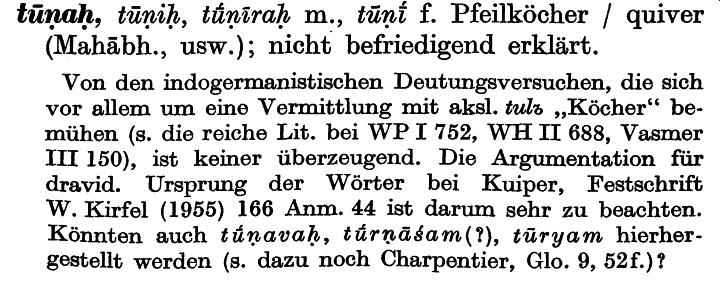 tūṇaḥ, tūṇiḥ, tū́ṇīraḥ m., tūṇī́ f. Pfeilköcher / quiver
(Mahābh., usw.); nicht befriedigend erklärt.
Von den indogermanistischen Deutungsversuchen, die sich
vor allem um eine Vermittlung mit aksl. tulъ „Köcher“ be-
mühen (s. die reiche Lit. bei WP I 752, WH II 688, Vasmer
III 150), ist keiner überzeugend. Die Argumentation für
dravid. Ursprung der Wörter bei Kuiper, Festschrift
W. Kirfel (1955) 166 Anm. 44 ist darum sehr zu beachten.
Könnten auch tū́ṇavaḥ, tū́rṇāśam(?), tūryam hierher-
gestellt werden (s. dazu noch Charpentier, Glo. 9, 52f.)?